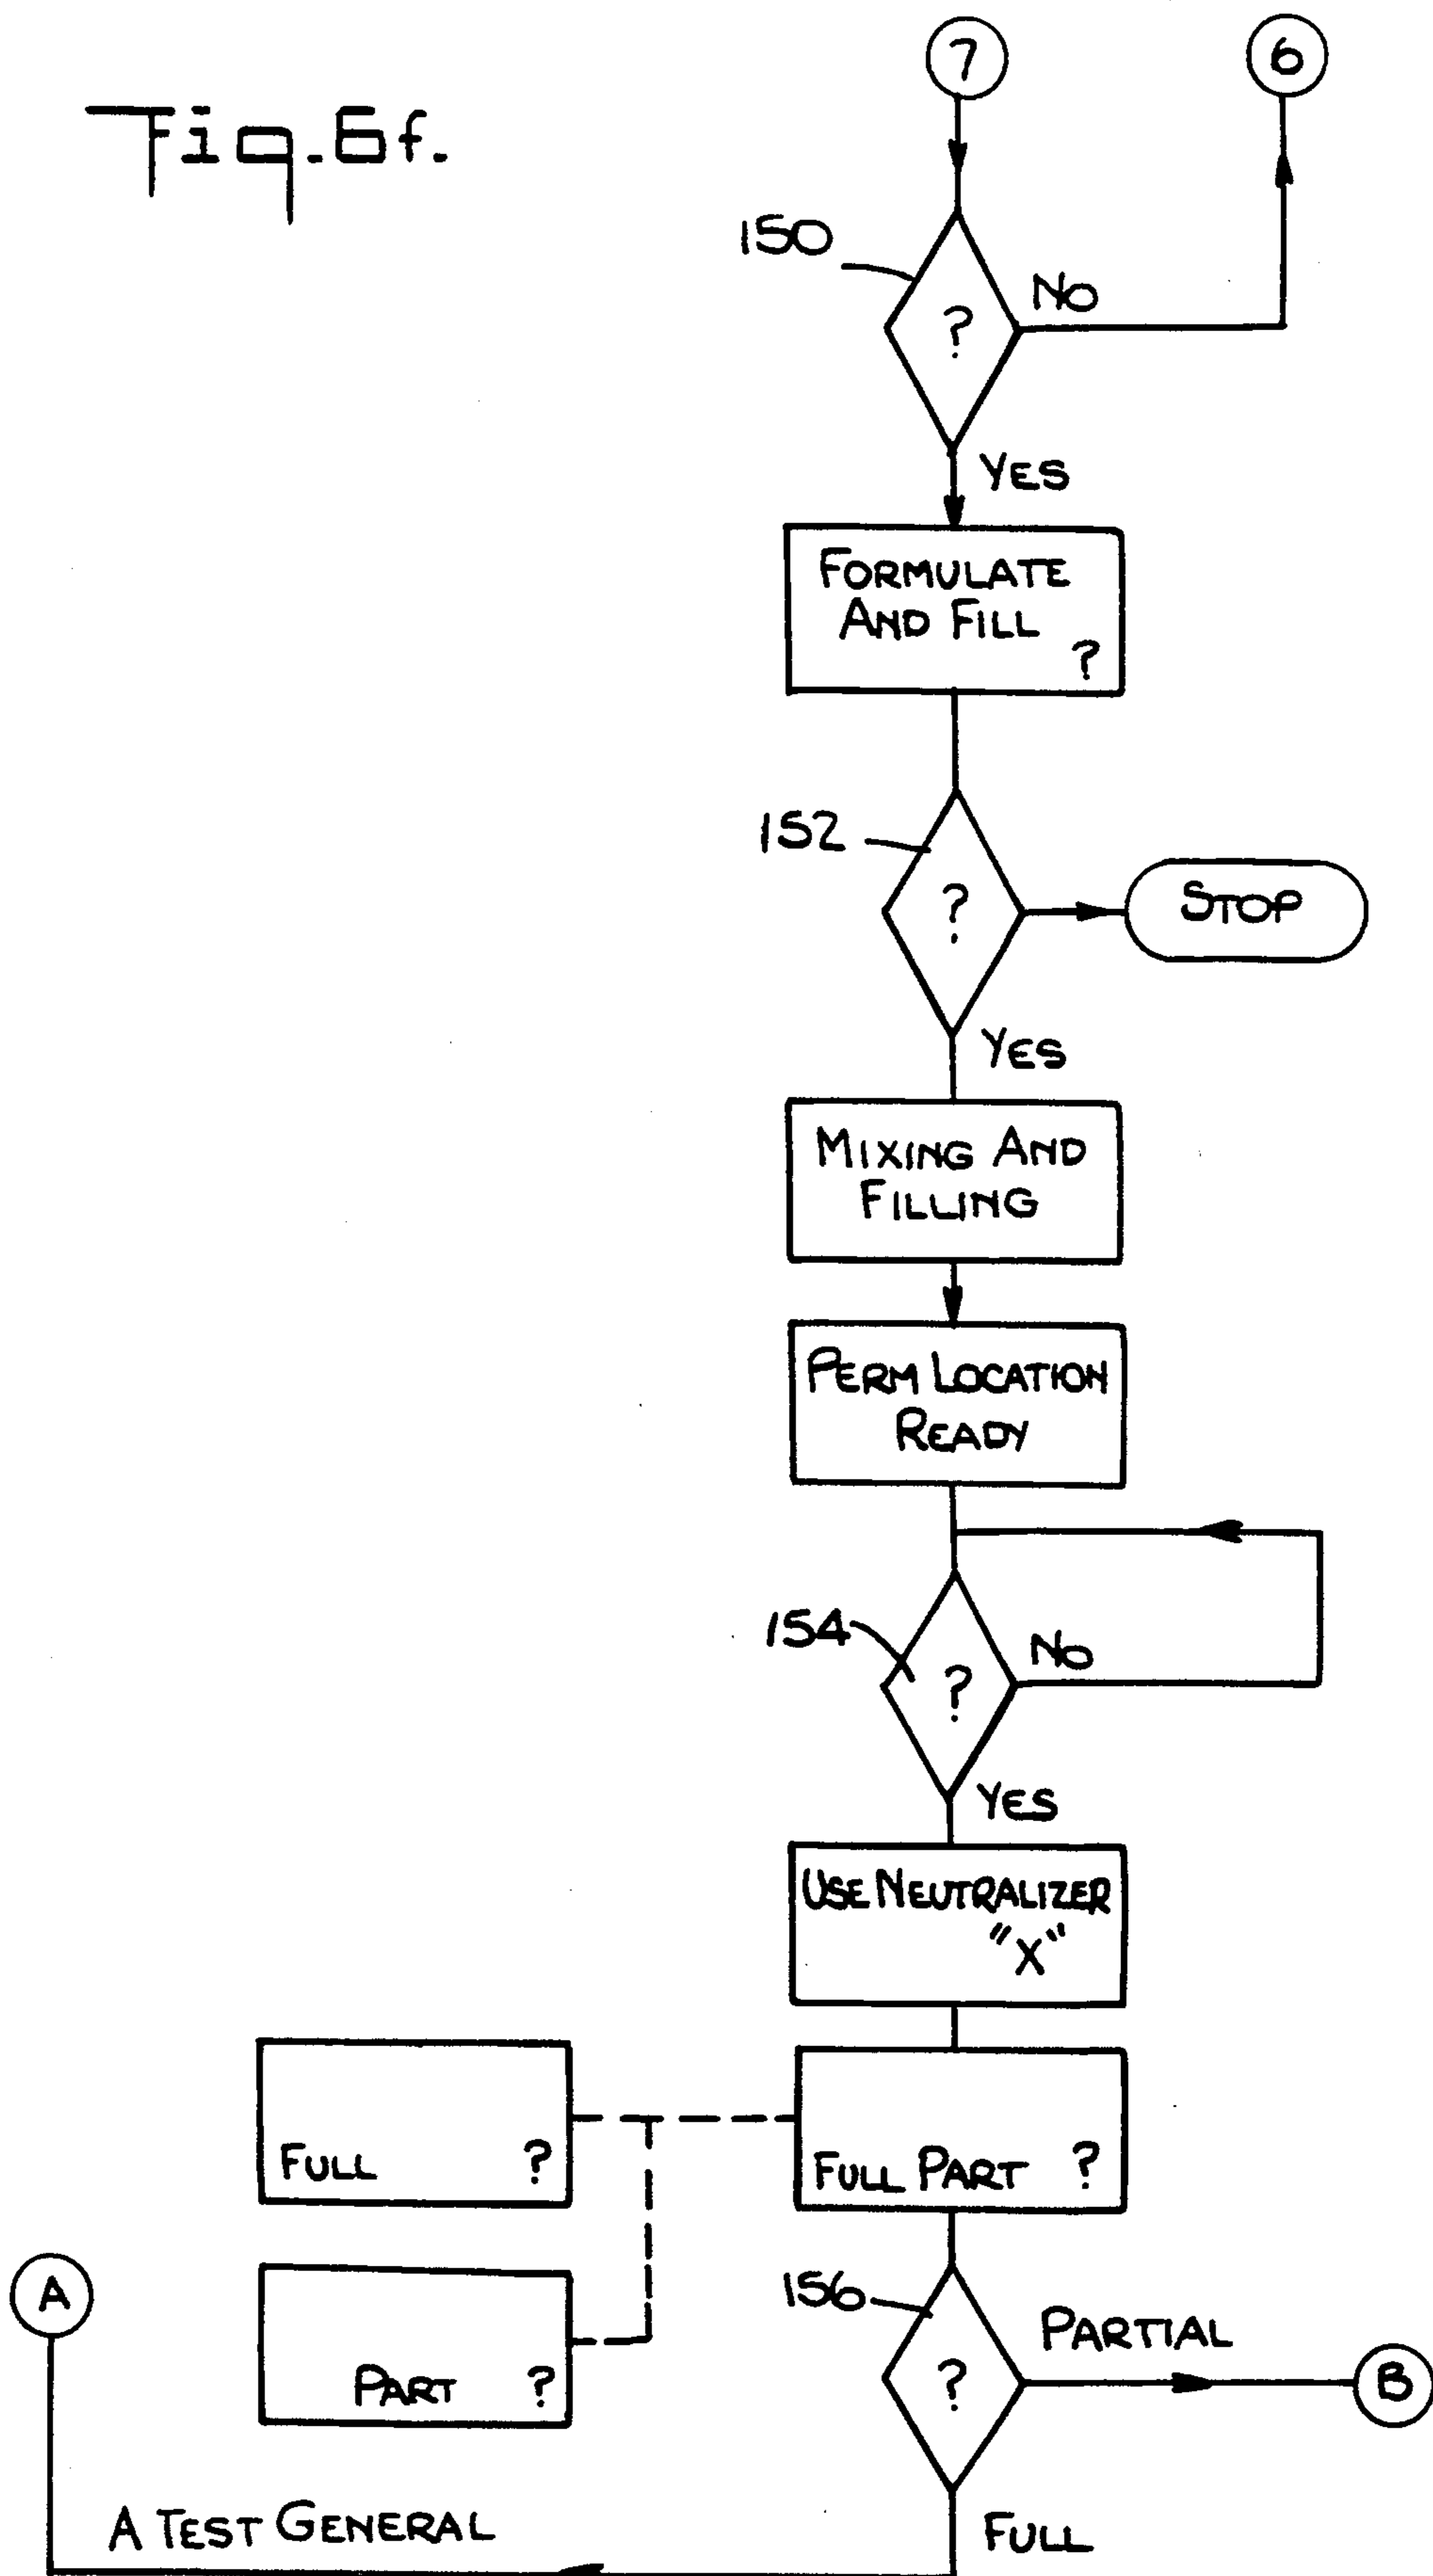 7
6
Fig. 6f.
150
?
No
YES
FORMULATE
AND FILL
?
152
?
STOP
YES
MIXING AND
FILLING
PERM LOCATION
READY
154
?
No
YES
USE NEUTRALIZER
"X"
FULL ?
FULL PART ?
A
PART ?
156
?
PARTIAL
B
A TEST GENERAL
FULL